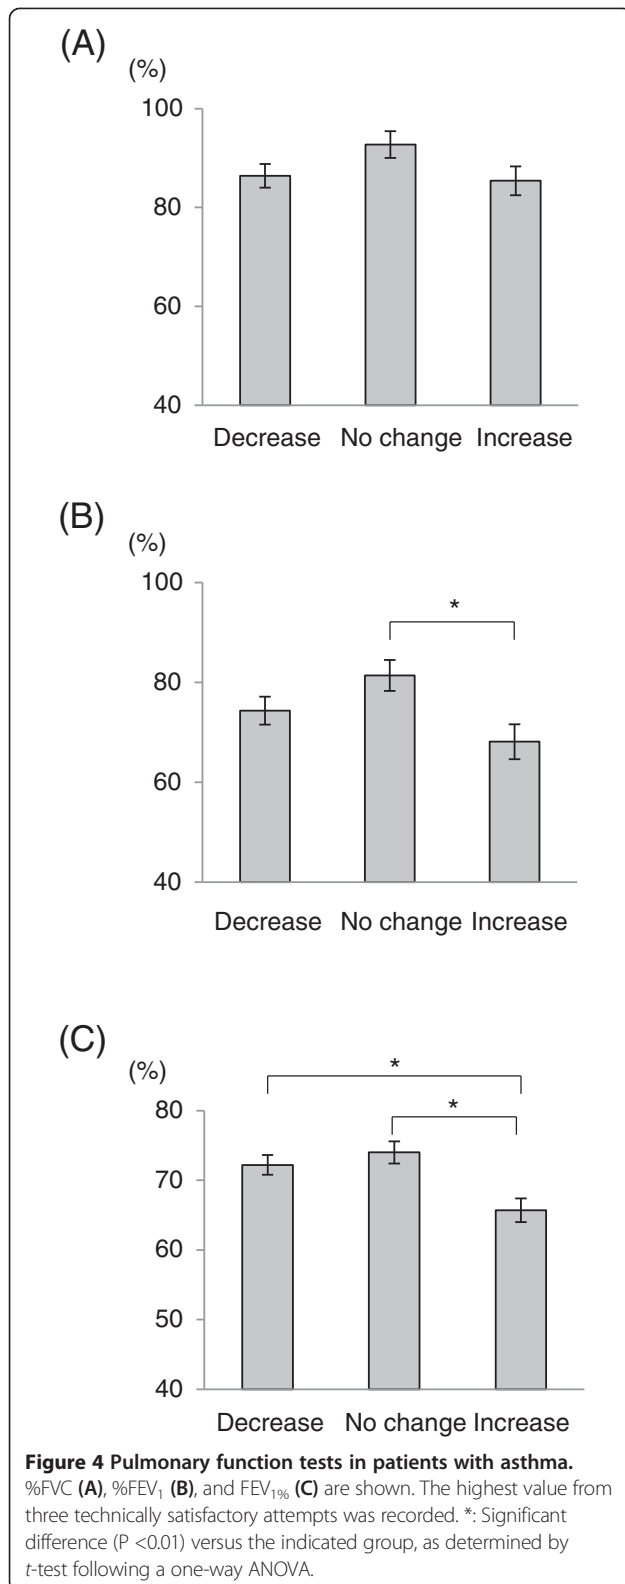 (A)
(%)
100
80
60
40
Decrease No change Increase
(B)
(%)
100
*
80
60
40
Decrease No change Increase
(C)
(%)
*
*
80
70
60
50
40
Decrease No change Increase
Figure 4 Pulmonary function tests in patients with asthma.
%FVC (A), %FEV₁ (B), and FEV₁% (C) are shown. The highest value from
three technically satisfactory attempts was recorded. *: Significant
difference (P <0.01) versus the indicated group, as determined by
t-test following a one-way ANOVA.